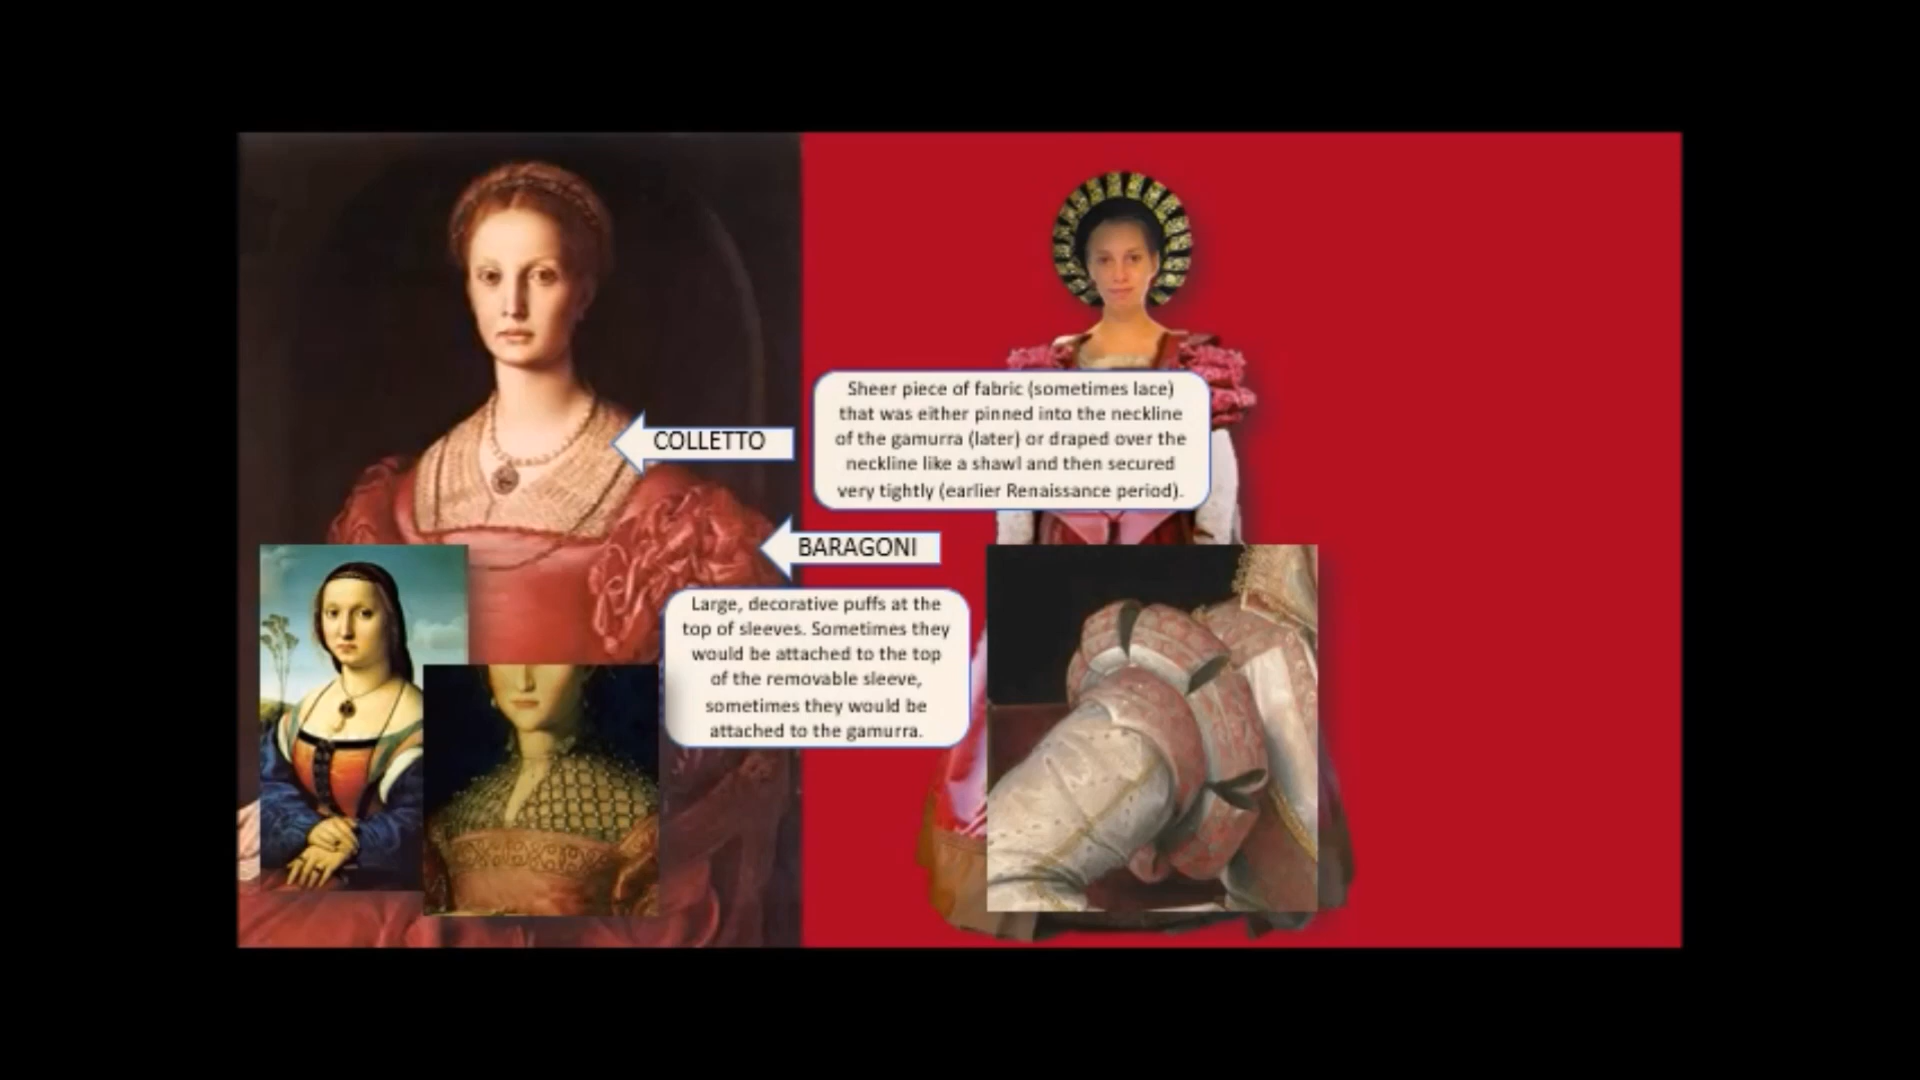 COLLETTO
Sheer piece of fabric (sometimes lace)
that was either pinned into the neckline
of the gamurra (later) or draped over the
neckline like a shawl and then secured
very tightly (earlier Renaissance period).
BARAGONI
Large, decorative puffs at the
top of sleeves. Sometimes they
would be attached to the top
of the removable sleeve,
sometimes they would be
attached to the gamurra.